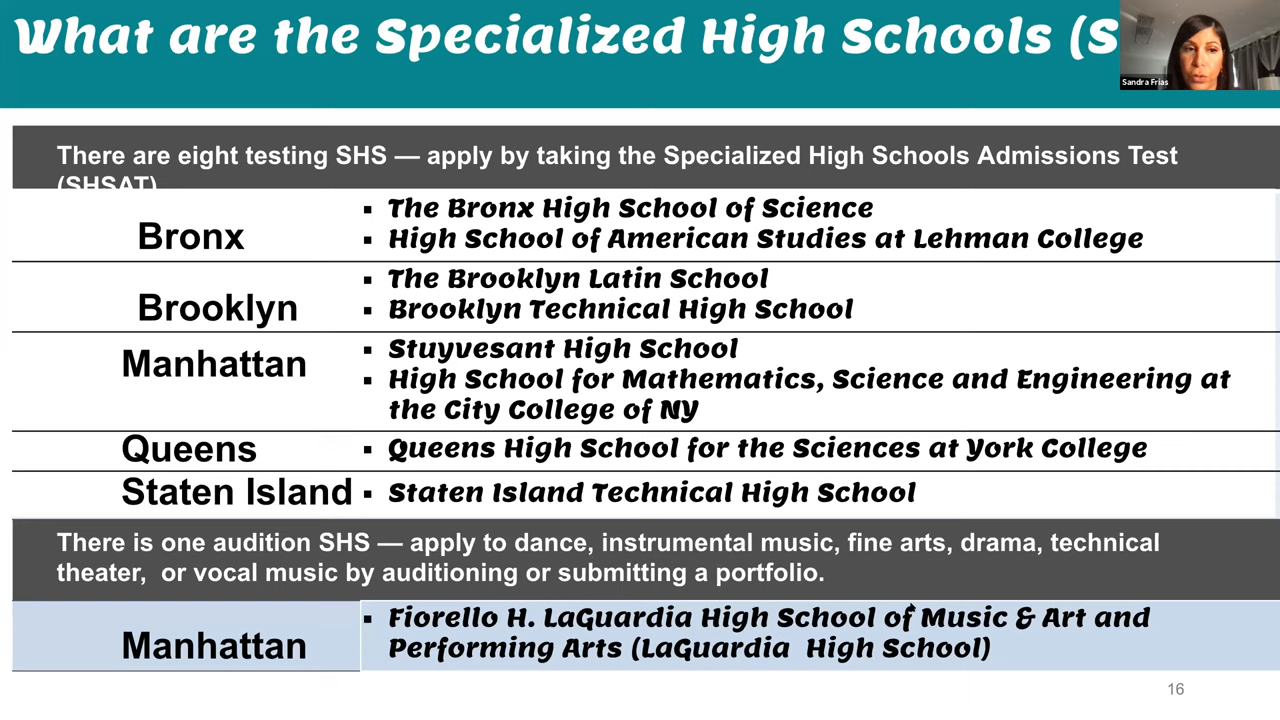 What are the Specialized High Schools (S
Sandra Frias
There are eight testing SHS — apply by taking the Specialized High Schools Admissions Test
(SHSAT)
Bronx
▪ The Bronx High School of Science
▪ High School of American Studies at Lehman College
Brooklyn
▪ The Brooklyn Latin School
▪ Brooklyn Technical High School
Manhattan
▪ Stuyvesant High School
▪ High School for Mathematics, Science and Engineering at
the City College of NY
Queens
▪ Queens High School for the Sciences at York College
Staten Island
▪ Staten Island Technical High School
There is one audition SHS — apply to dance, instrumental music, fine arts, drama, technical
theater, or vocal music by auditioning or submitting a portfolio.
Manhattan
▪ Fiorello H. LaGuardia High School of Music & Art and
Performing Arts (LaGuardia High School)
16